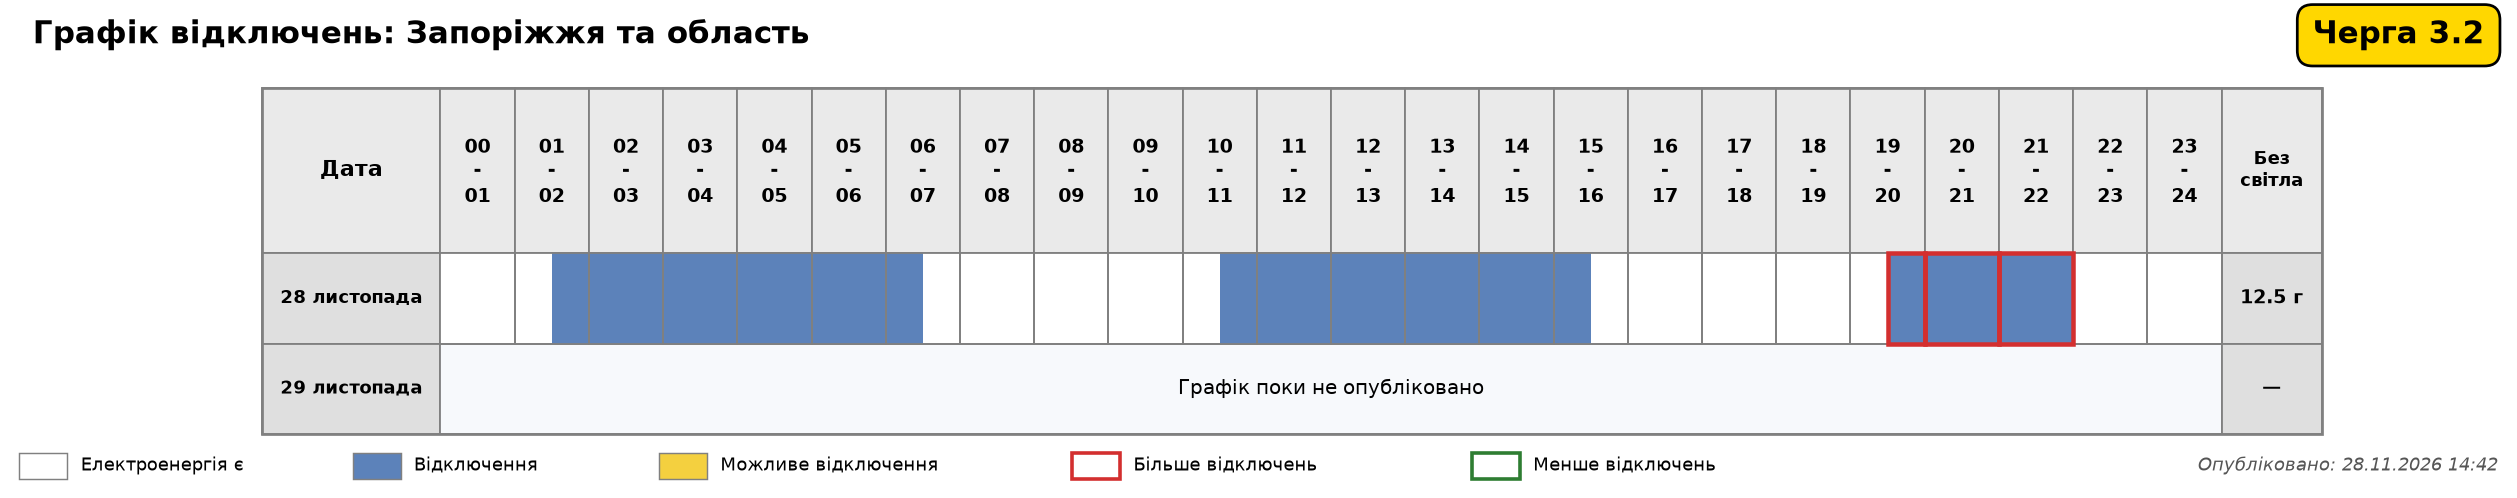 Графік відключень: Запоріжжя та область
Черга 3.2
Дата
00 - 01
01 - 02
02 - 03
03 - 04
04 - 05
05 - 06
06 - 07
07 - 08
08 - 09
09 - 10
10 - 11
11 - 12
12 - 13
13 - 14
14 - 15
15 - 16
16 - 17
17 - 18
18 - 19
19 - 20
20 - 21
21 - 22
22 - 23
23 - 24
Без
світла
28 листопада
12.5 г
29 листопада
Графік поки не опубліковано
—
Електроенергія є
Відключення
Можливе відключення
Більше відключень
Менше відключень
Опубліковано: 28.11.2026 14:42